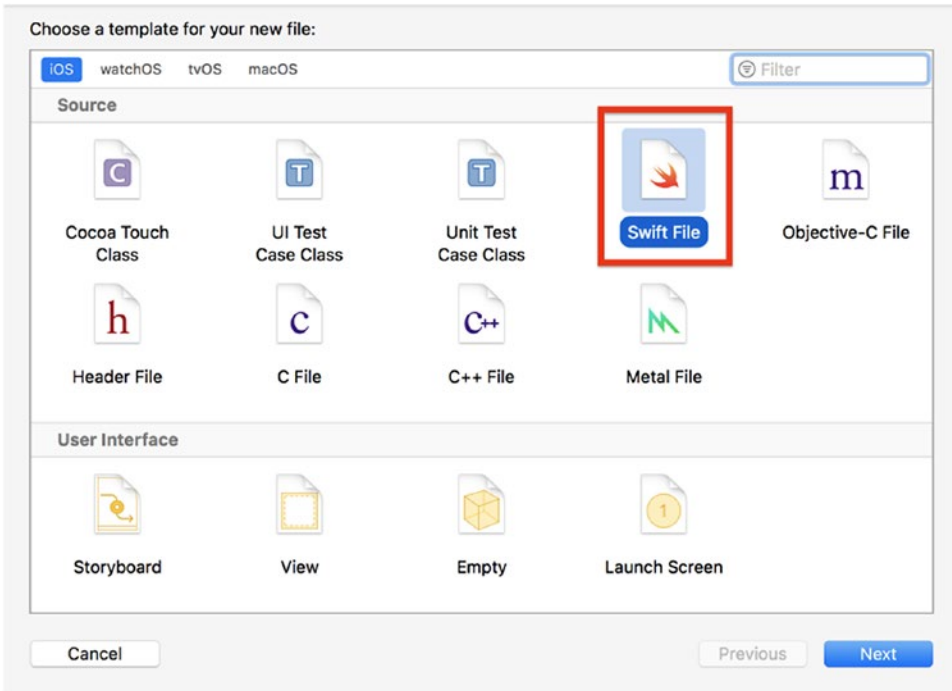 Choose a template for your new file:
iOS watchOS tvOS macOS Filter
Source
C T T m
Cocoa Touch Class UI Test Case Class Unit Test Case Class Swift File Objective-C File
h c C++
Header File C File C++ File Metal File
User Interface
1
Storyboard View Empty Launch Screen
Cancel Previous Next